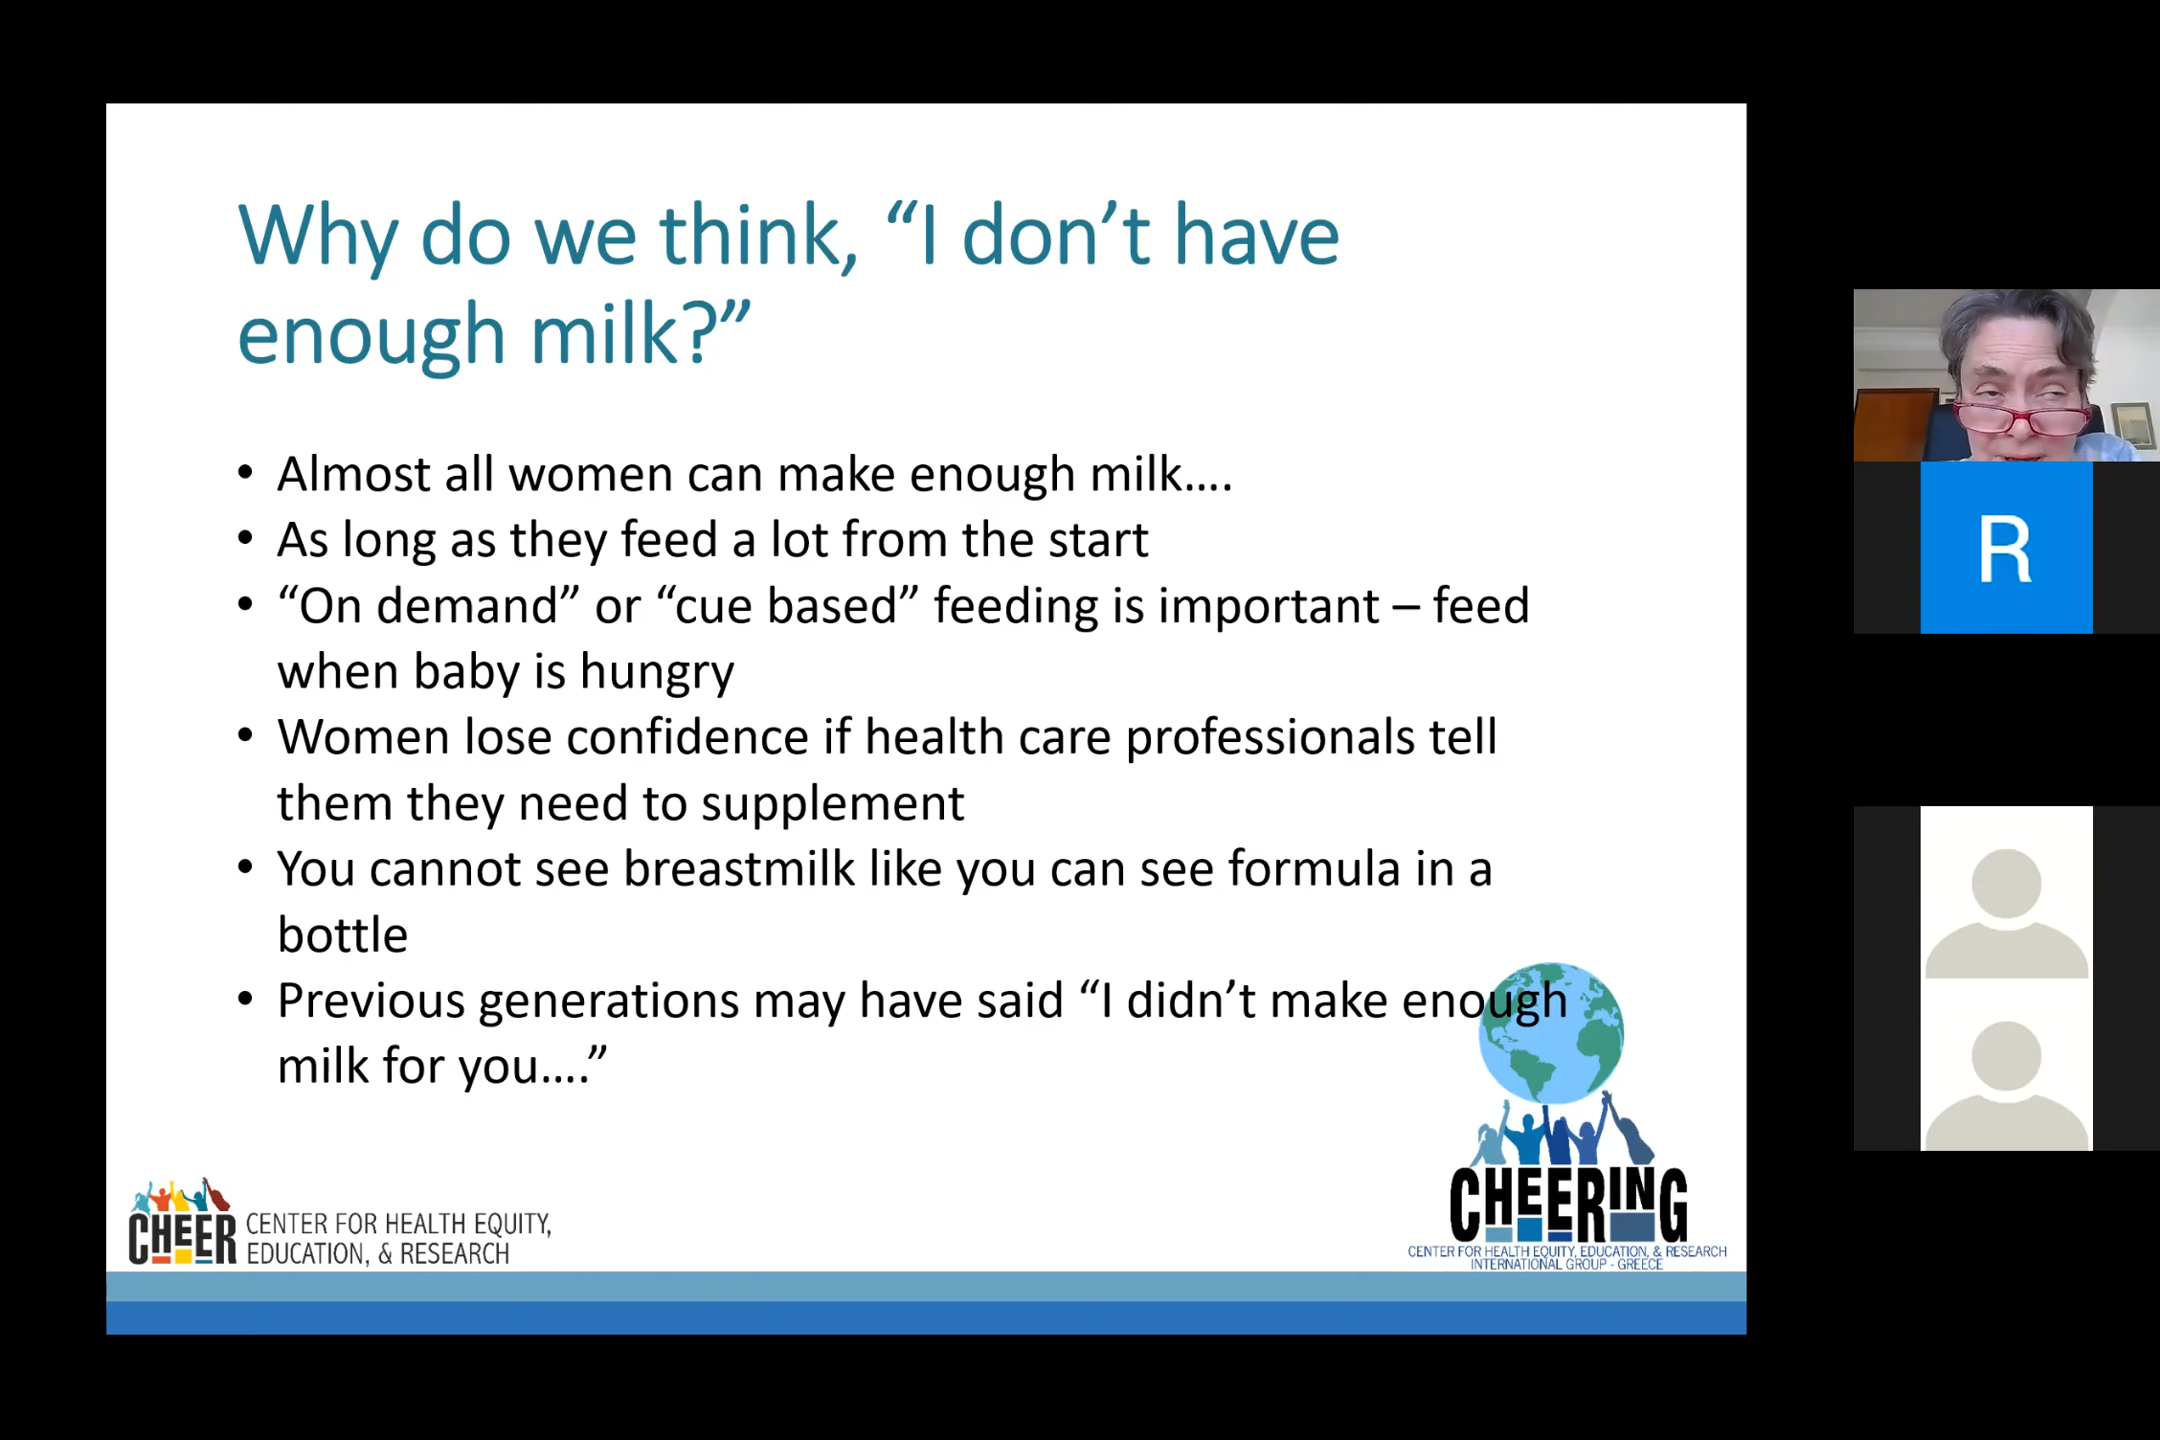 Why do we think, “I don’t have
enough milk?”
• Almost all women can make enough milk....
• As long as they feed a lot from the start
• “On demand” or “cue based” feeding is important – feed
when baby is hungry
• Women lose confidence if health care professionals tell
them they need to supplement
• You cannot see breastmilk like you can see formula in a
bottle
• Previous generations may have said “I didn’t make enough
milk for you....”
CHEER CENTER FOR HEALTH EQUITY,
EDUCATION, & RESEARCH
CHEERING
CENTER FOR HEALTH EQUITY, EDUCATION, & RESEARCH
INTERNATIONAL GROUP - GREECE
R